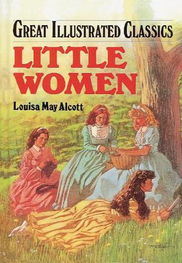 GREAT ILLUSTRATED CLASSICS
LITTLE
WOMEN
Louisa May Alcott